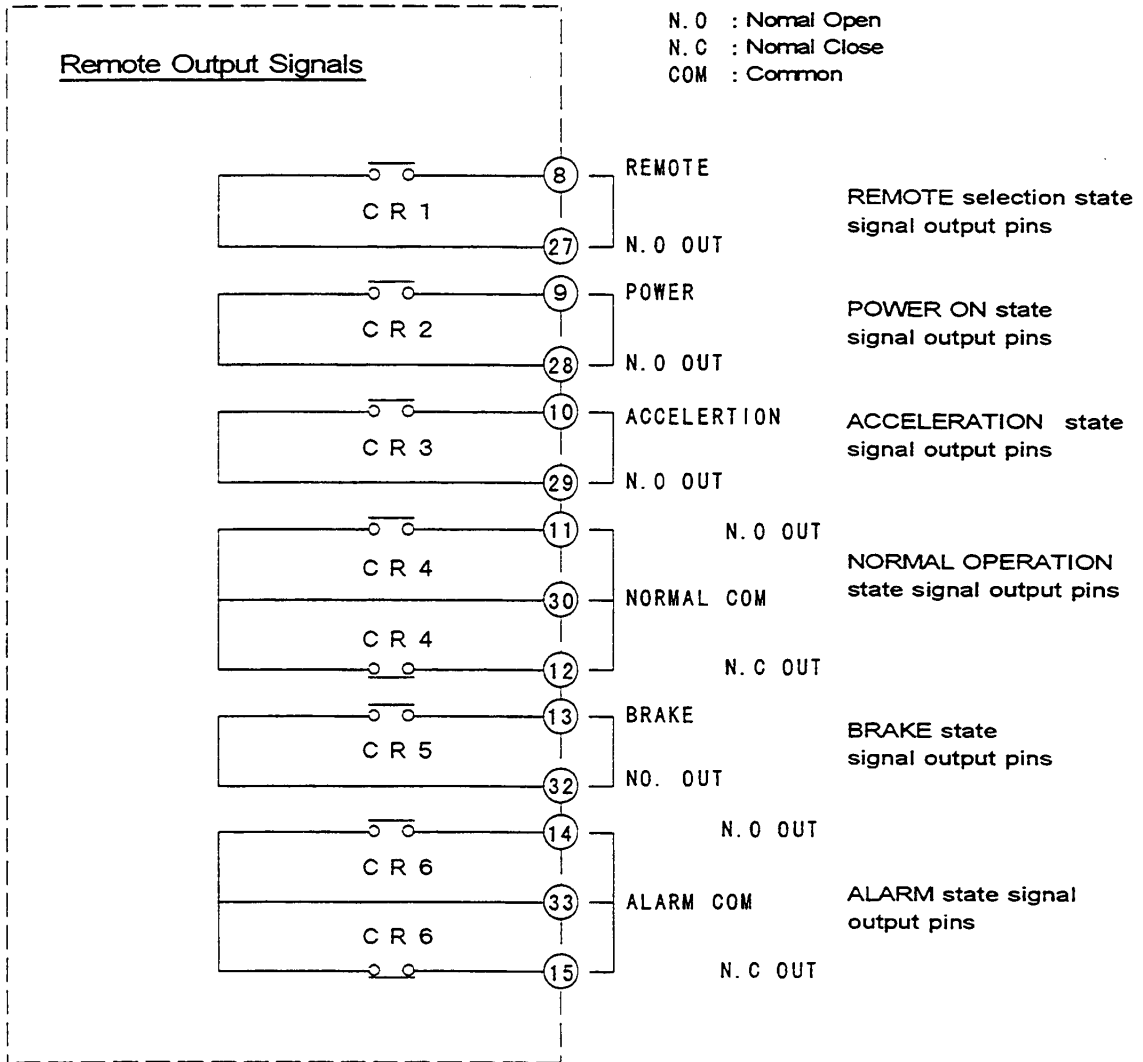 N.O : Normal Open
N.C : Normal Close
COM : Common
Remote Output Signals
8 REMOTE
CR1
REMOTE selection state
signal output pins
27 N.O OUT
9 POWER
CR2
POWER ON state
signal output pins
28 N.O OUT
10 ACCELERTION
CR3
ACCELERATION state
signal output pins
29 N.O OUT
11 N.O OUT
CR4
NORMAL OPERATION
state signal output pins
30 NORMAL COM
CR4
12 N.C OUT
13 BRAKE
CR5
BRAKE state
signal output pins
32 NO. OUT
14 N.O OUT
CR6
33 ALARM COM
ALARM state signal
output pins
CR6
15 N.C OUT